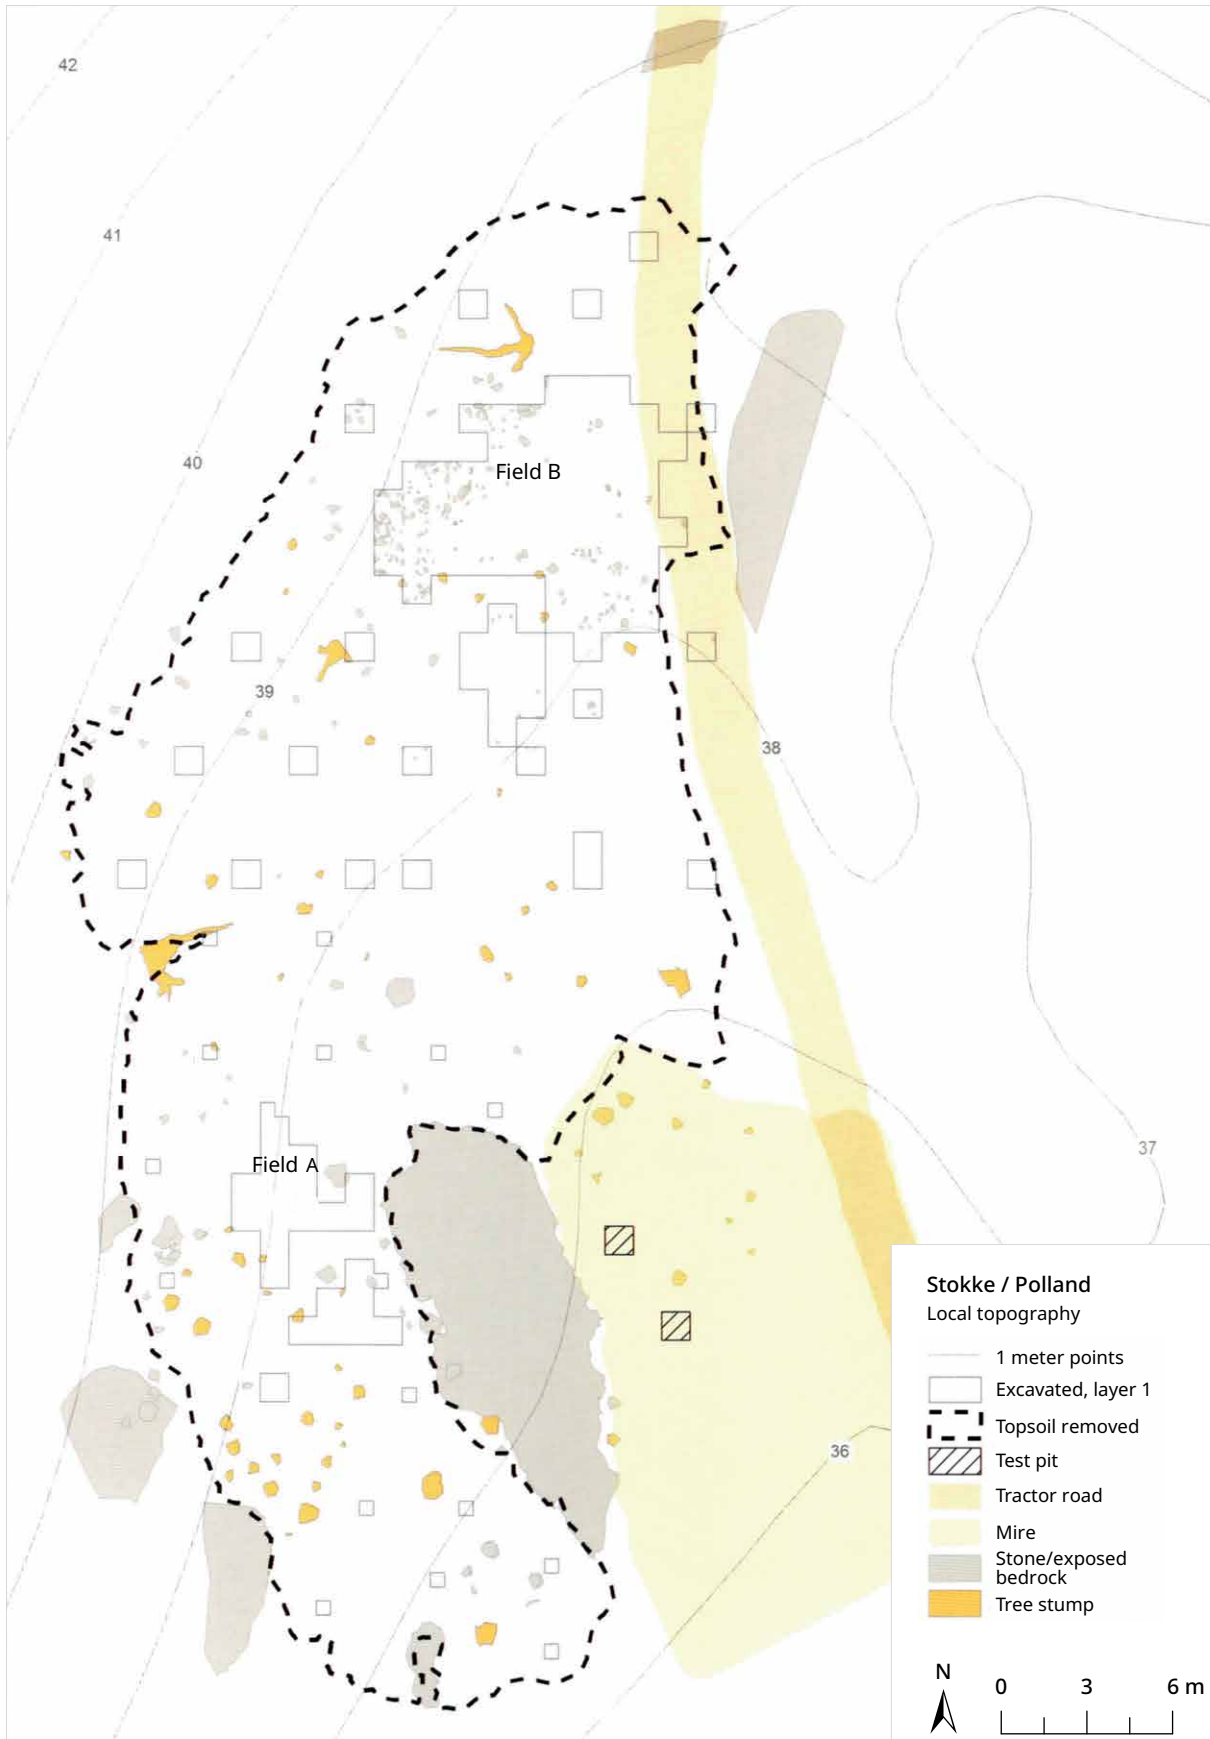 42
41
40
Field B
39
38
Field A
37
36
Stokke / Polland
Local topography
1 meter points
Excavated, layer 1
Topsoil removed
Test pit
Tractor road
Mire
Stone/exposed
bedrock
Tree stump
N
0 3 6 m